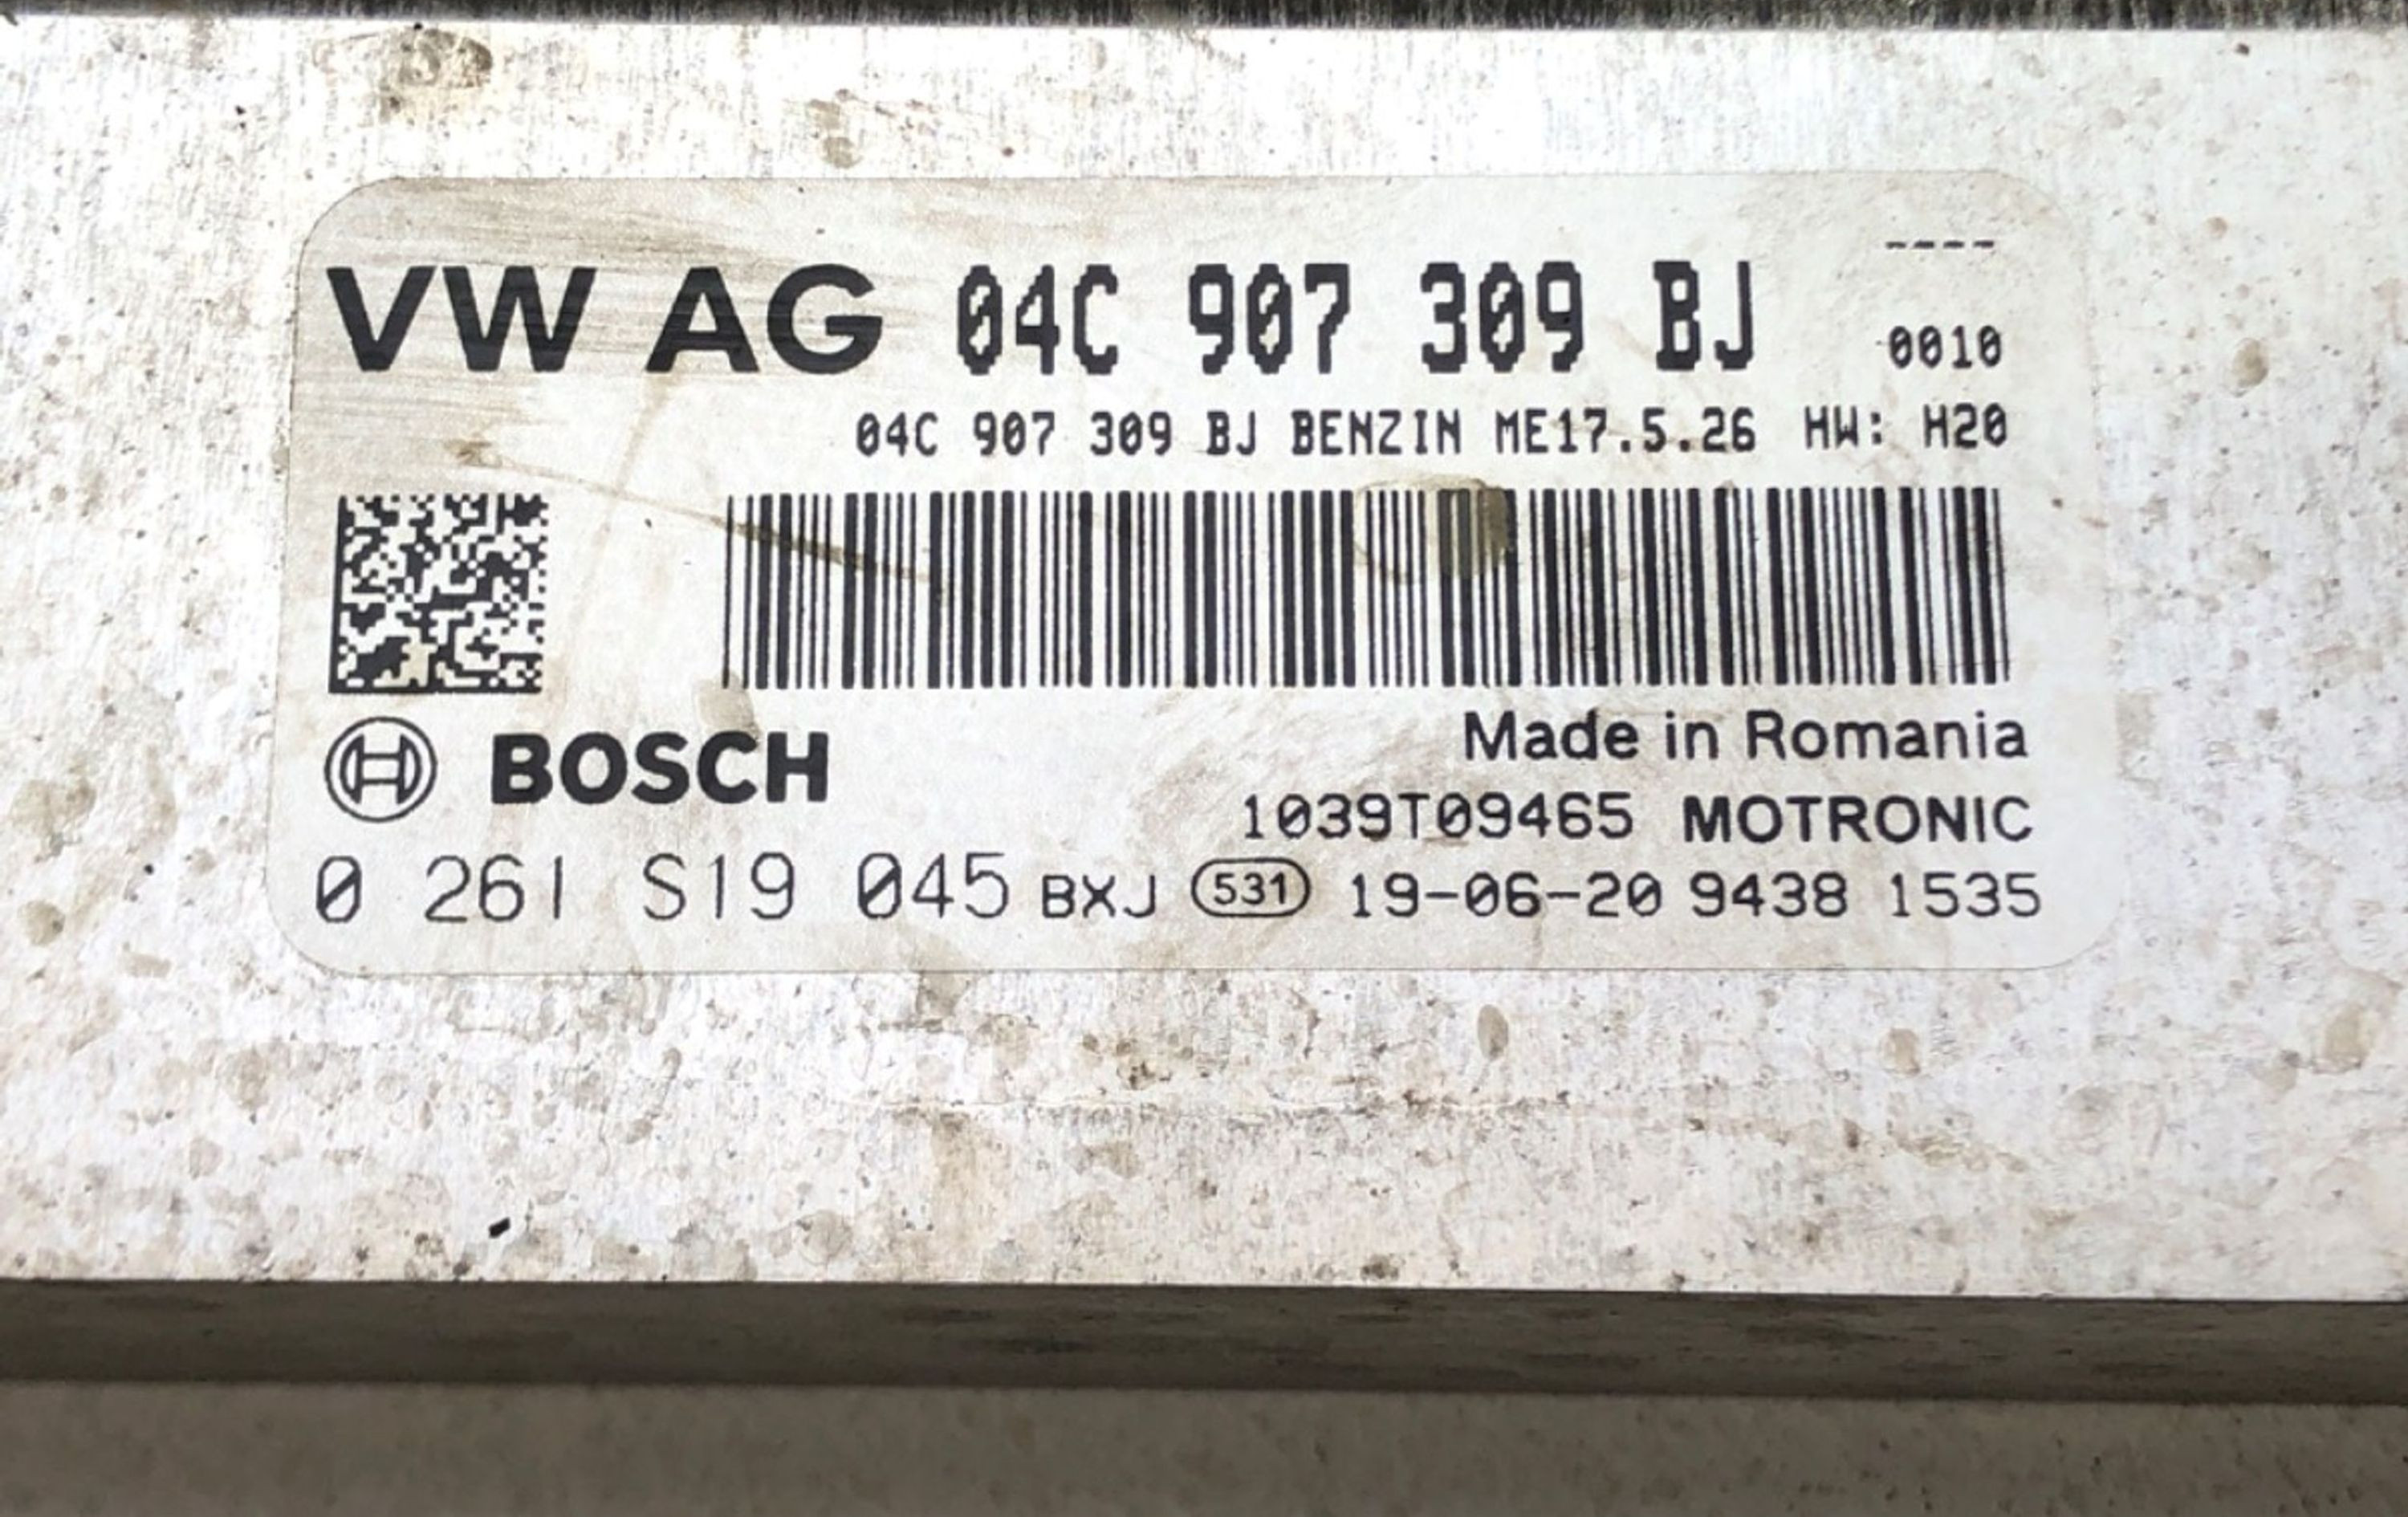 ----
VW AG 04C 907 309 BJ 0010
04C 907 309 BJ BENZIN ME17.5.26 HW: H20
Made in Romania
BOSCH
1039T09465 MOTRONIC
0 261 S19 045 BXJ 531 19-06-20 9438 1535